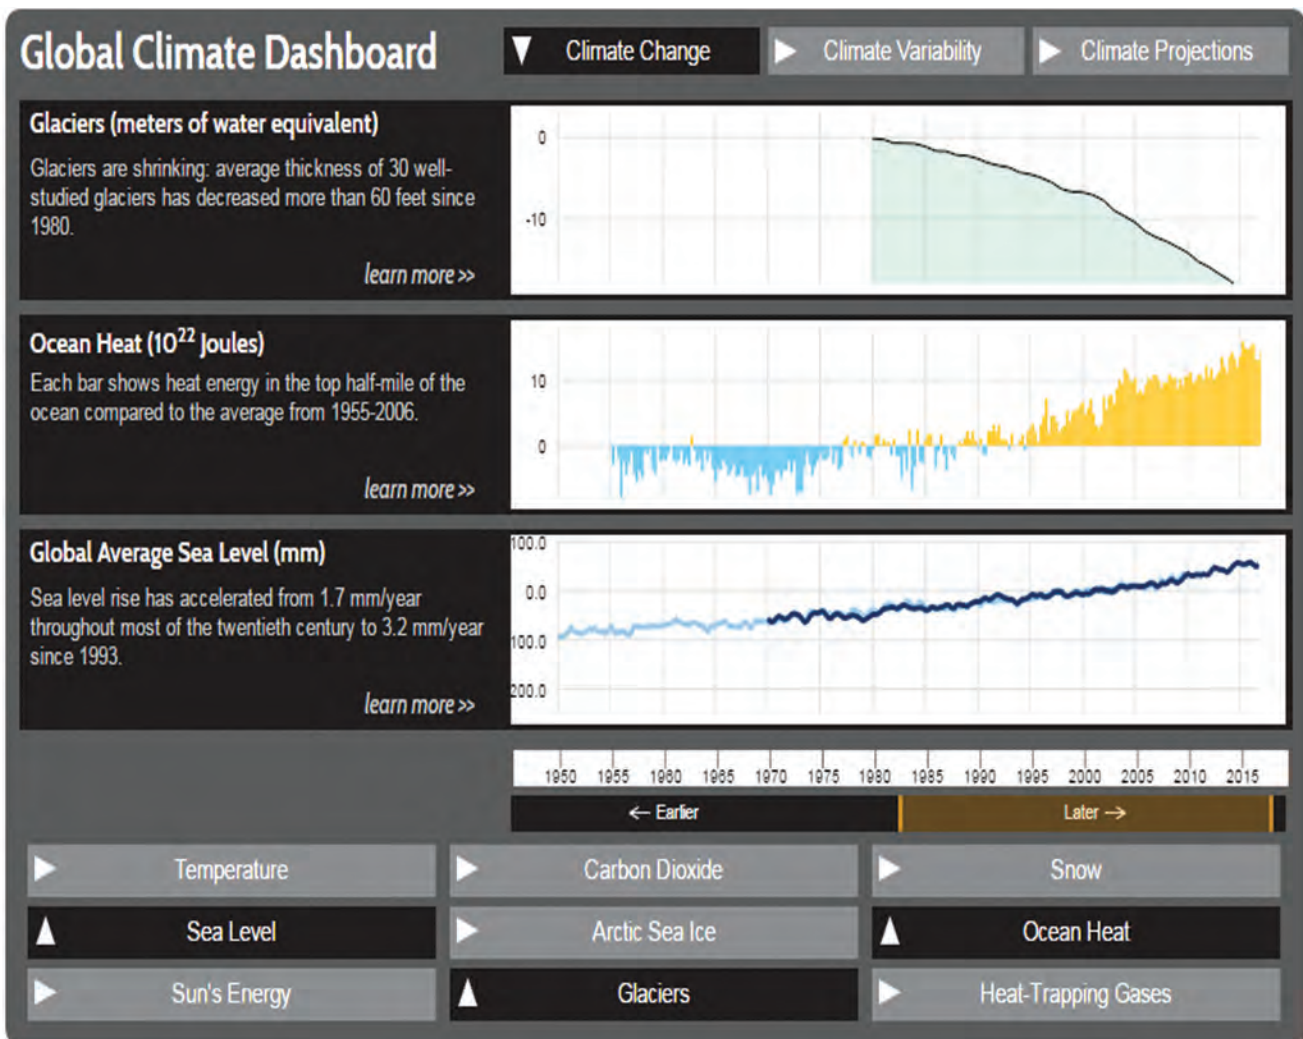 Global Climate Dashboard
Climate Change
Climate Variability
Climate Projections
Glaciers (meters of water equivalent)
Glaciers are shrinking: average thickness of 30 well-
studied glaciers has decreased more than 60 feet since
1980.
learn more >>
0
-10
Ocean Heat (10²² Joules)
Each bar shows heat energy in the top half-mile of the
ocean compared to the average from 1955-2006.
learn more >>
10
0
Global Average Sea Level (mm)
Sea level rise has accelerated from 1.7 mm/year
throughout most of the twentieth century to 3.2 mm/year
since 1993.
learn more >>
100.0
0.0
100.0
200.0
1950 1955 1960 1965 1970 1975 1980 1985 1990 1995 2000 2005 2010 2015
← Earlier
Later →
Temperature
Carbon Dioxide
Snow
Sea Level
Arctic Sea Ice
Ocean Heat
Sun's Energy
Glaciers
Heat-Trapping Gases